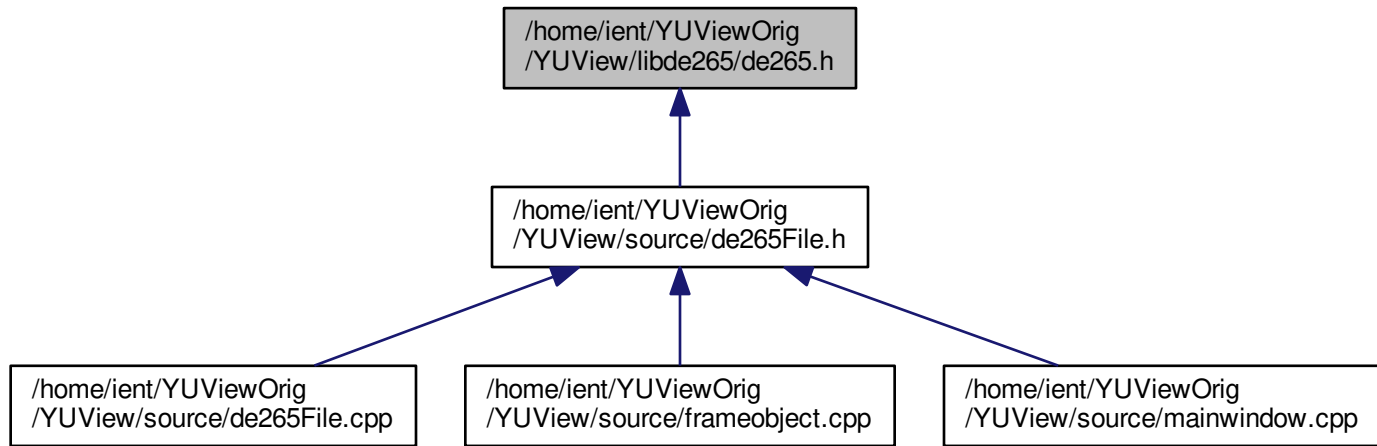 /home/ient/YUViewOrig
/YUView/libde265/de265.h
/home/ient/YUViewOrig
/YUView/source/de265File.h
/home/ient/YUViewOrig
/YUView/source/de265File.cpp
/home/ient/YUViewOrig
/YUView/source/frameobject.cpp
/home/ient/YUViewOrig
/YUView/source/mainwindow.cpp